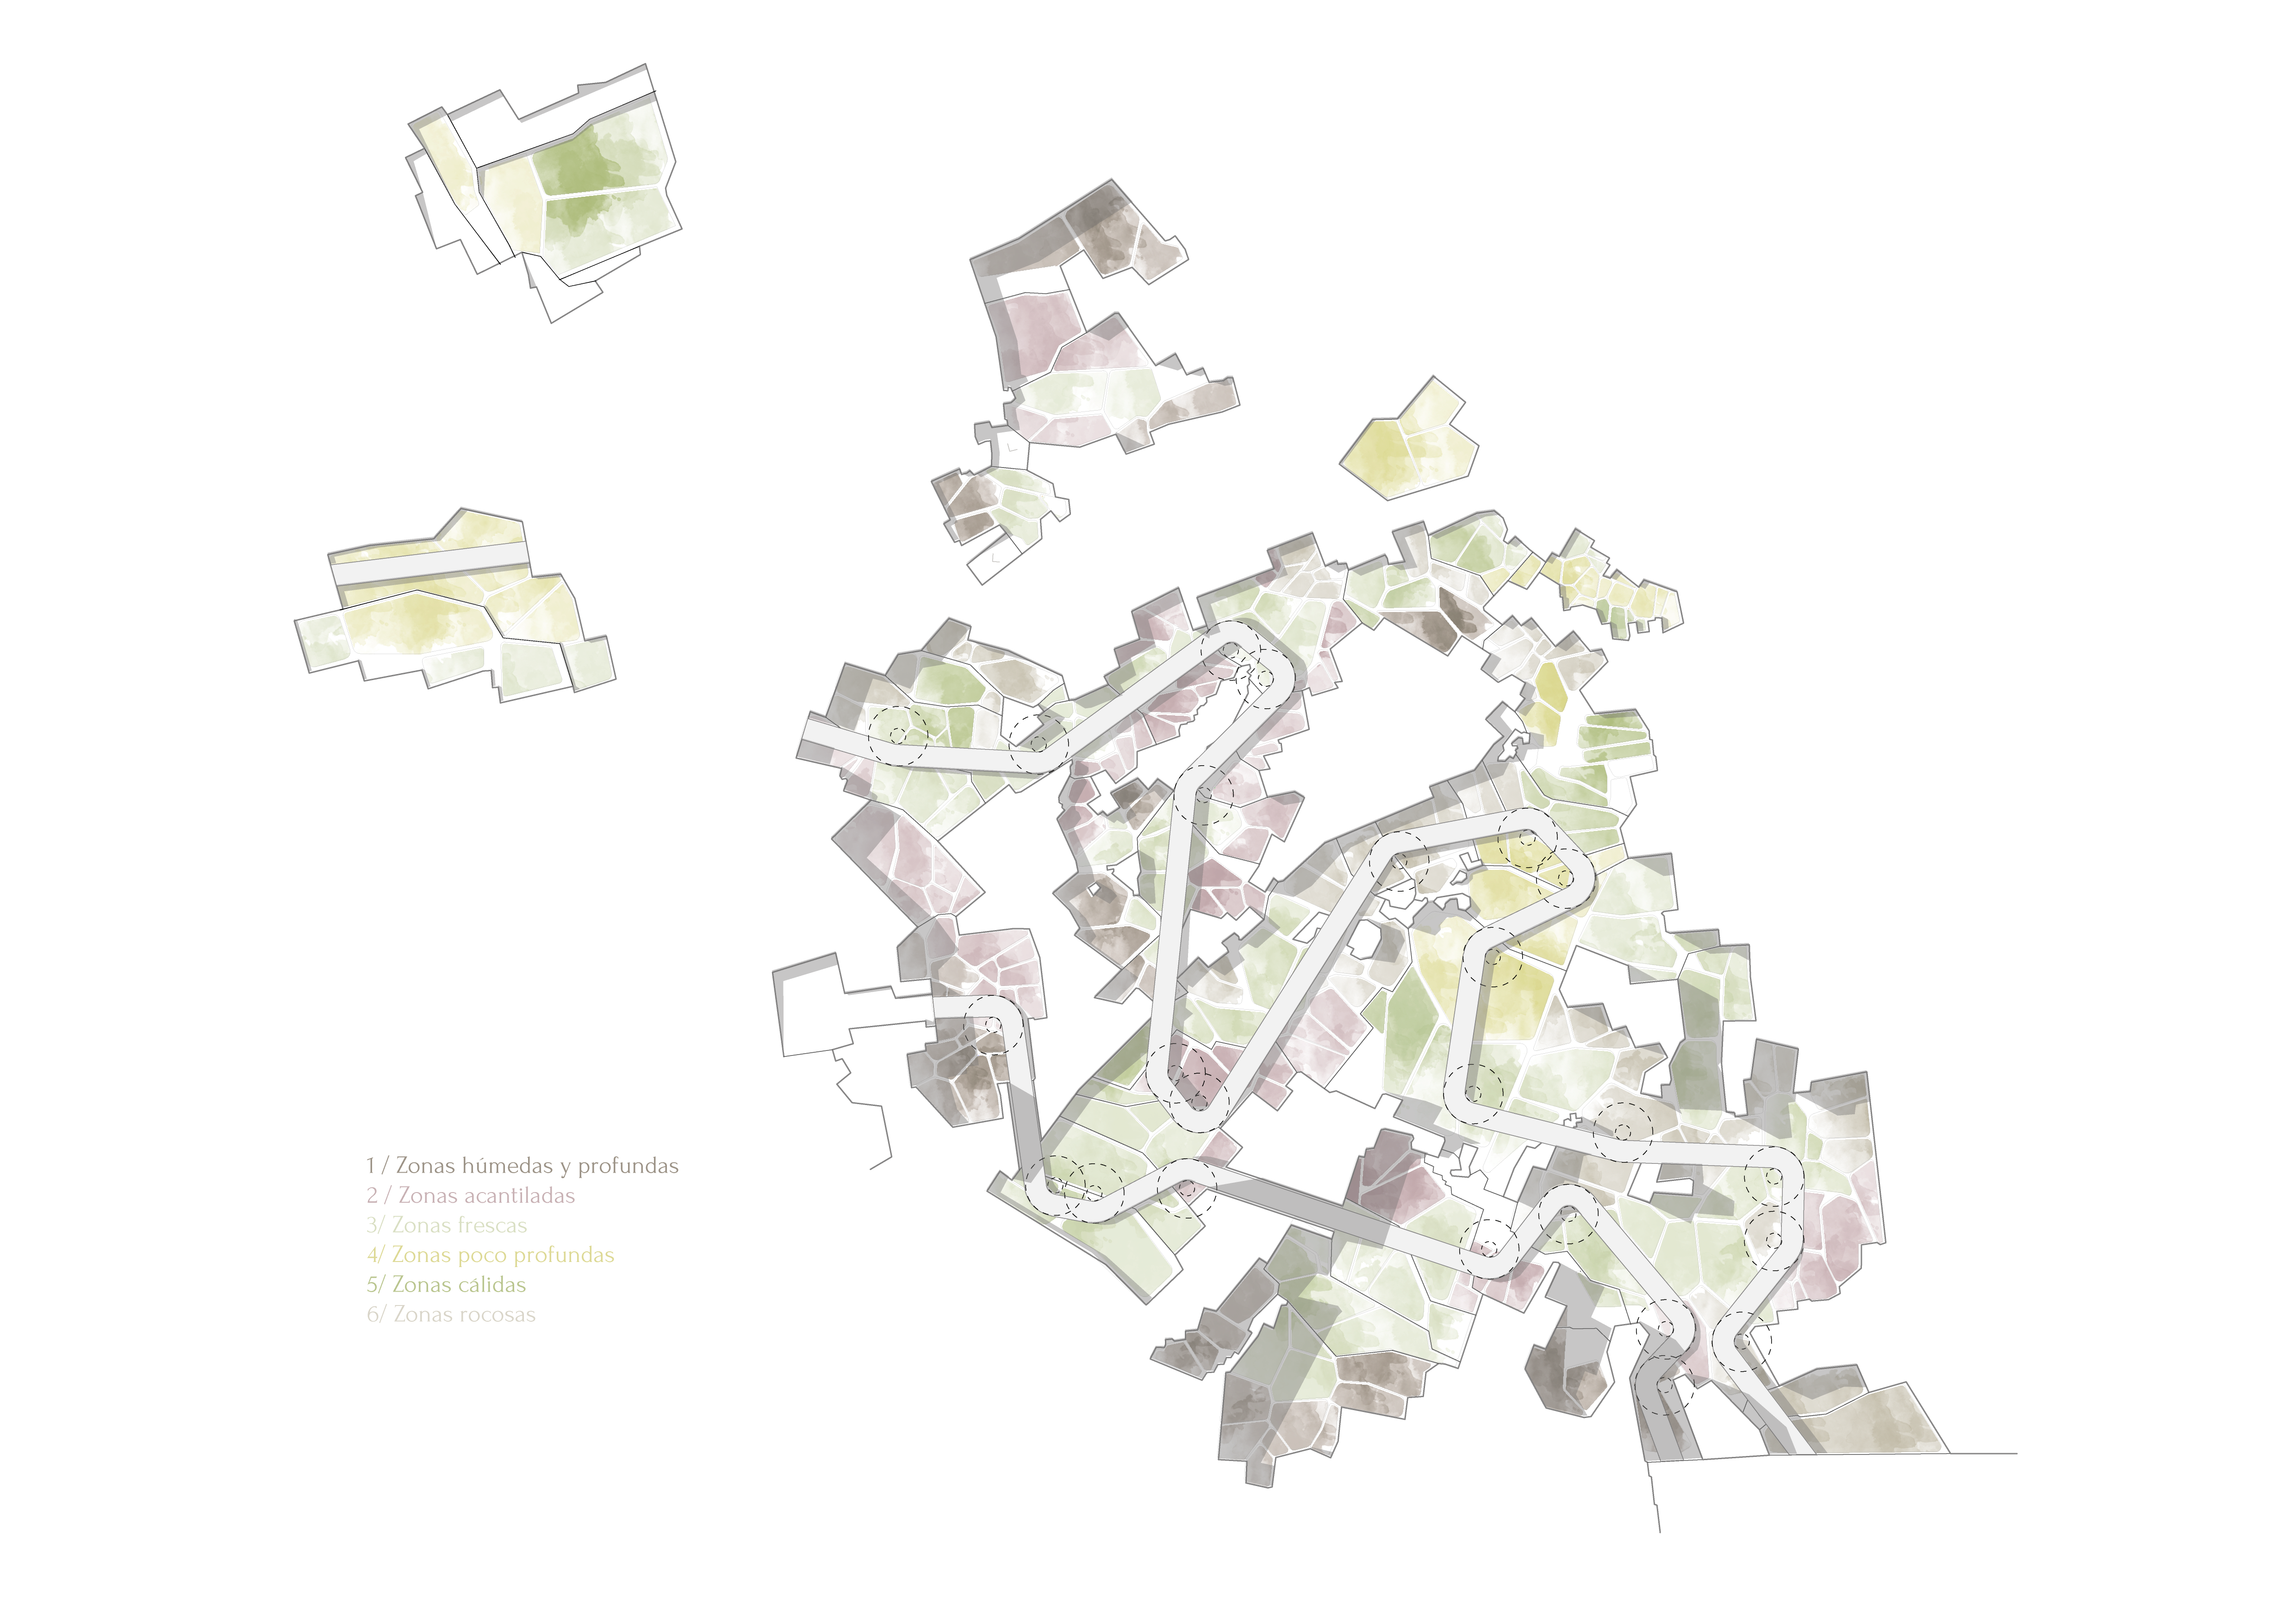 1 / Zonas húmedas y profundas
2 / Zonas acantiladas
3/ Zonas frescas
4/ Zonas poco profundas
5/ Zonas cálidas
6/ Zonas rocosas